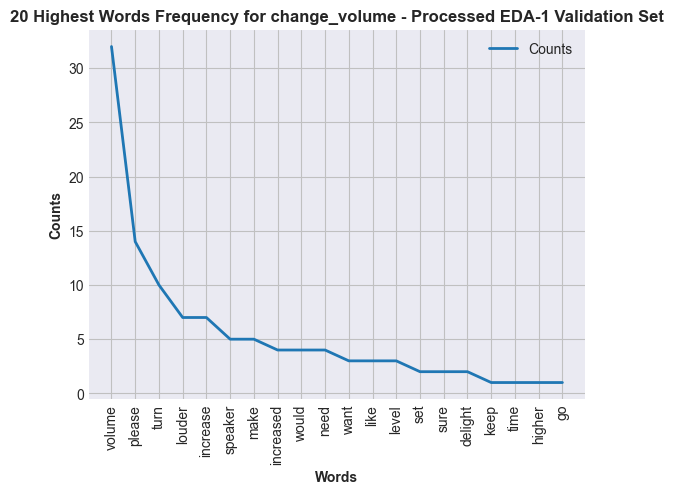 20 Highest Words Frequency for change_volume - Processed EDA-1 Validation Set
Counts
30
25
20
15
10
5
0
Counts
volume
please
turn
louder
increase
speaker
make
increased
would
need
want
like
level
set
sure
delight
keep
time
higher
go
Words